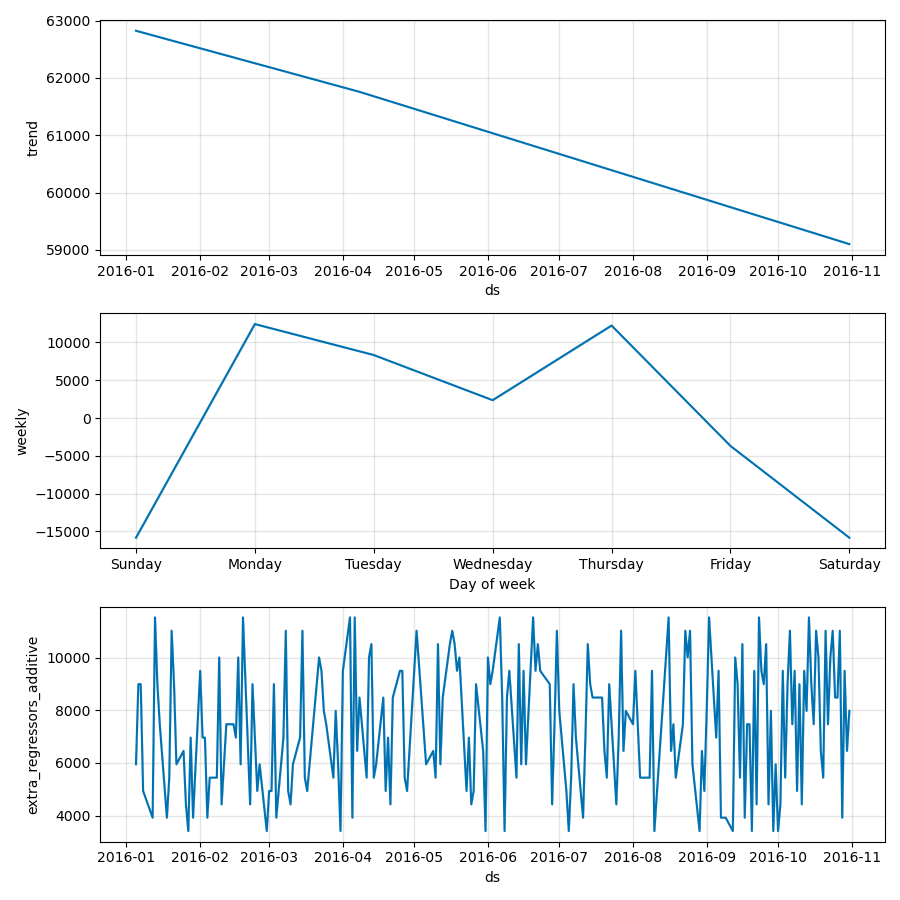 63000
62000
61000
60000
59000
trend
2016-01 2016-02 2016-03 2016-04 2016-05 2016-06 2016-07 2016-08 2016-09 2016-10 2016-11
ds
10000
5000
0
−5000
−10000
−15000
weekly
Sunday Monday Tuesday Wednesday Thursday Friday Saturday
Day of week
10000
8000
6000
4000
extra_regressors_additive
2016-01 2016-02 2016-03 2016-04 2016-05 2016-06 2016-07 2016-08 2016-09 2016-10 2016-11
ds